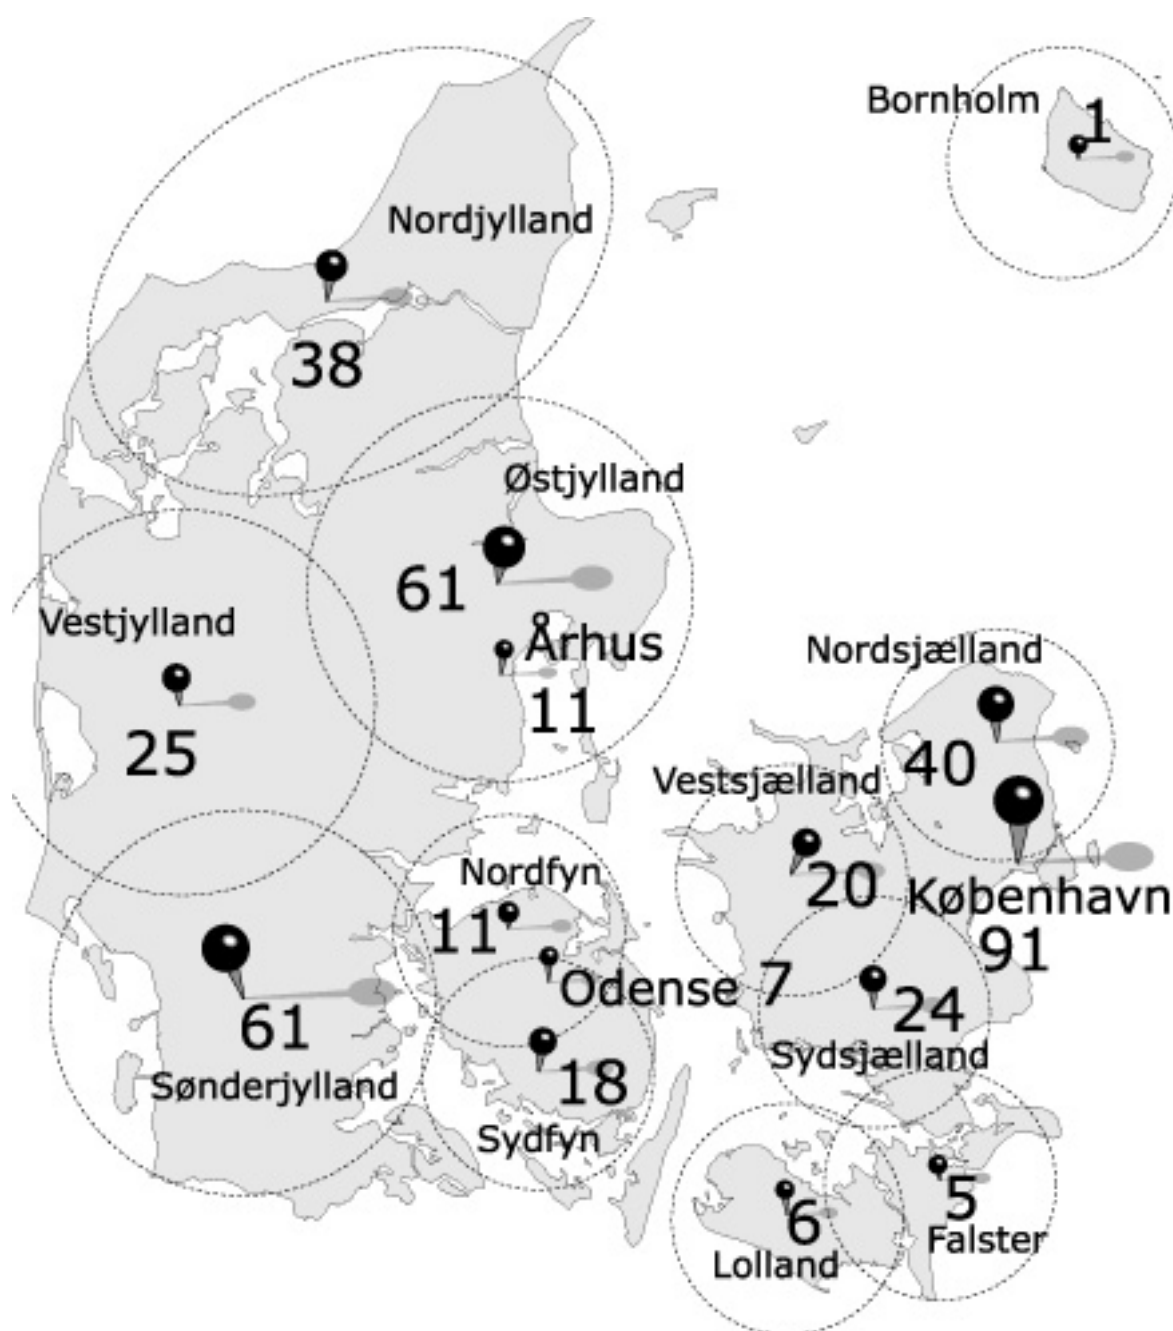 Bornholm
1
Nordjylland
38
Østjylland
61
Århus
11
Vestjylland
25
Nordsjælland
40
Vestsjælland
20
København
91
Nordfyn
11
Odense 7
24
Sydsjælland
61
Sønderjylland
18
Sydfyn
5
Falster
6
Lolland